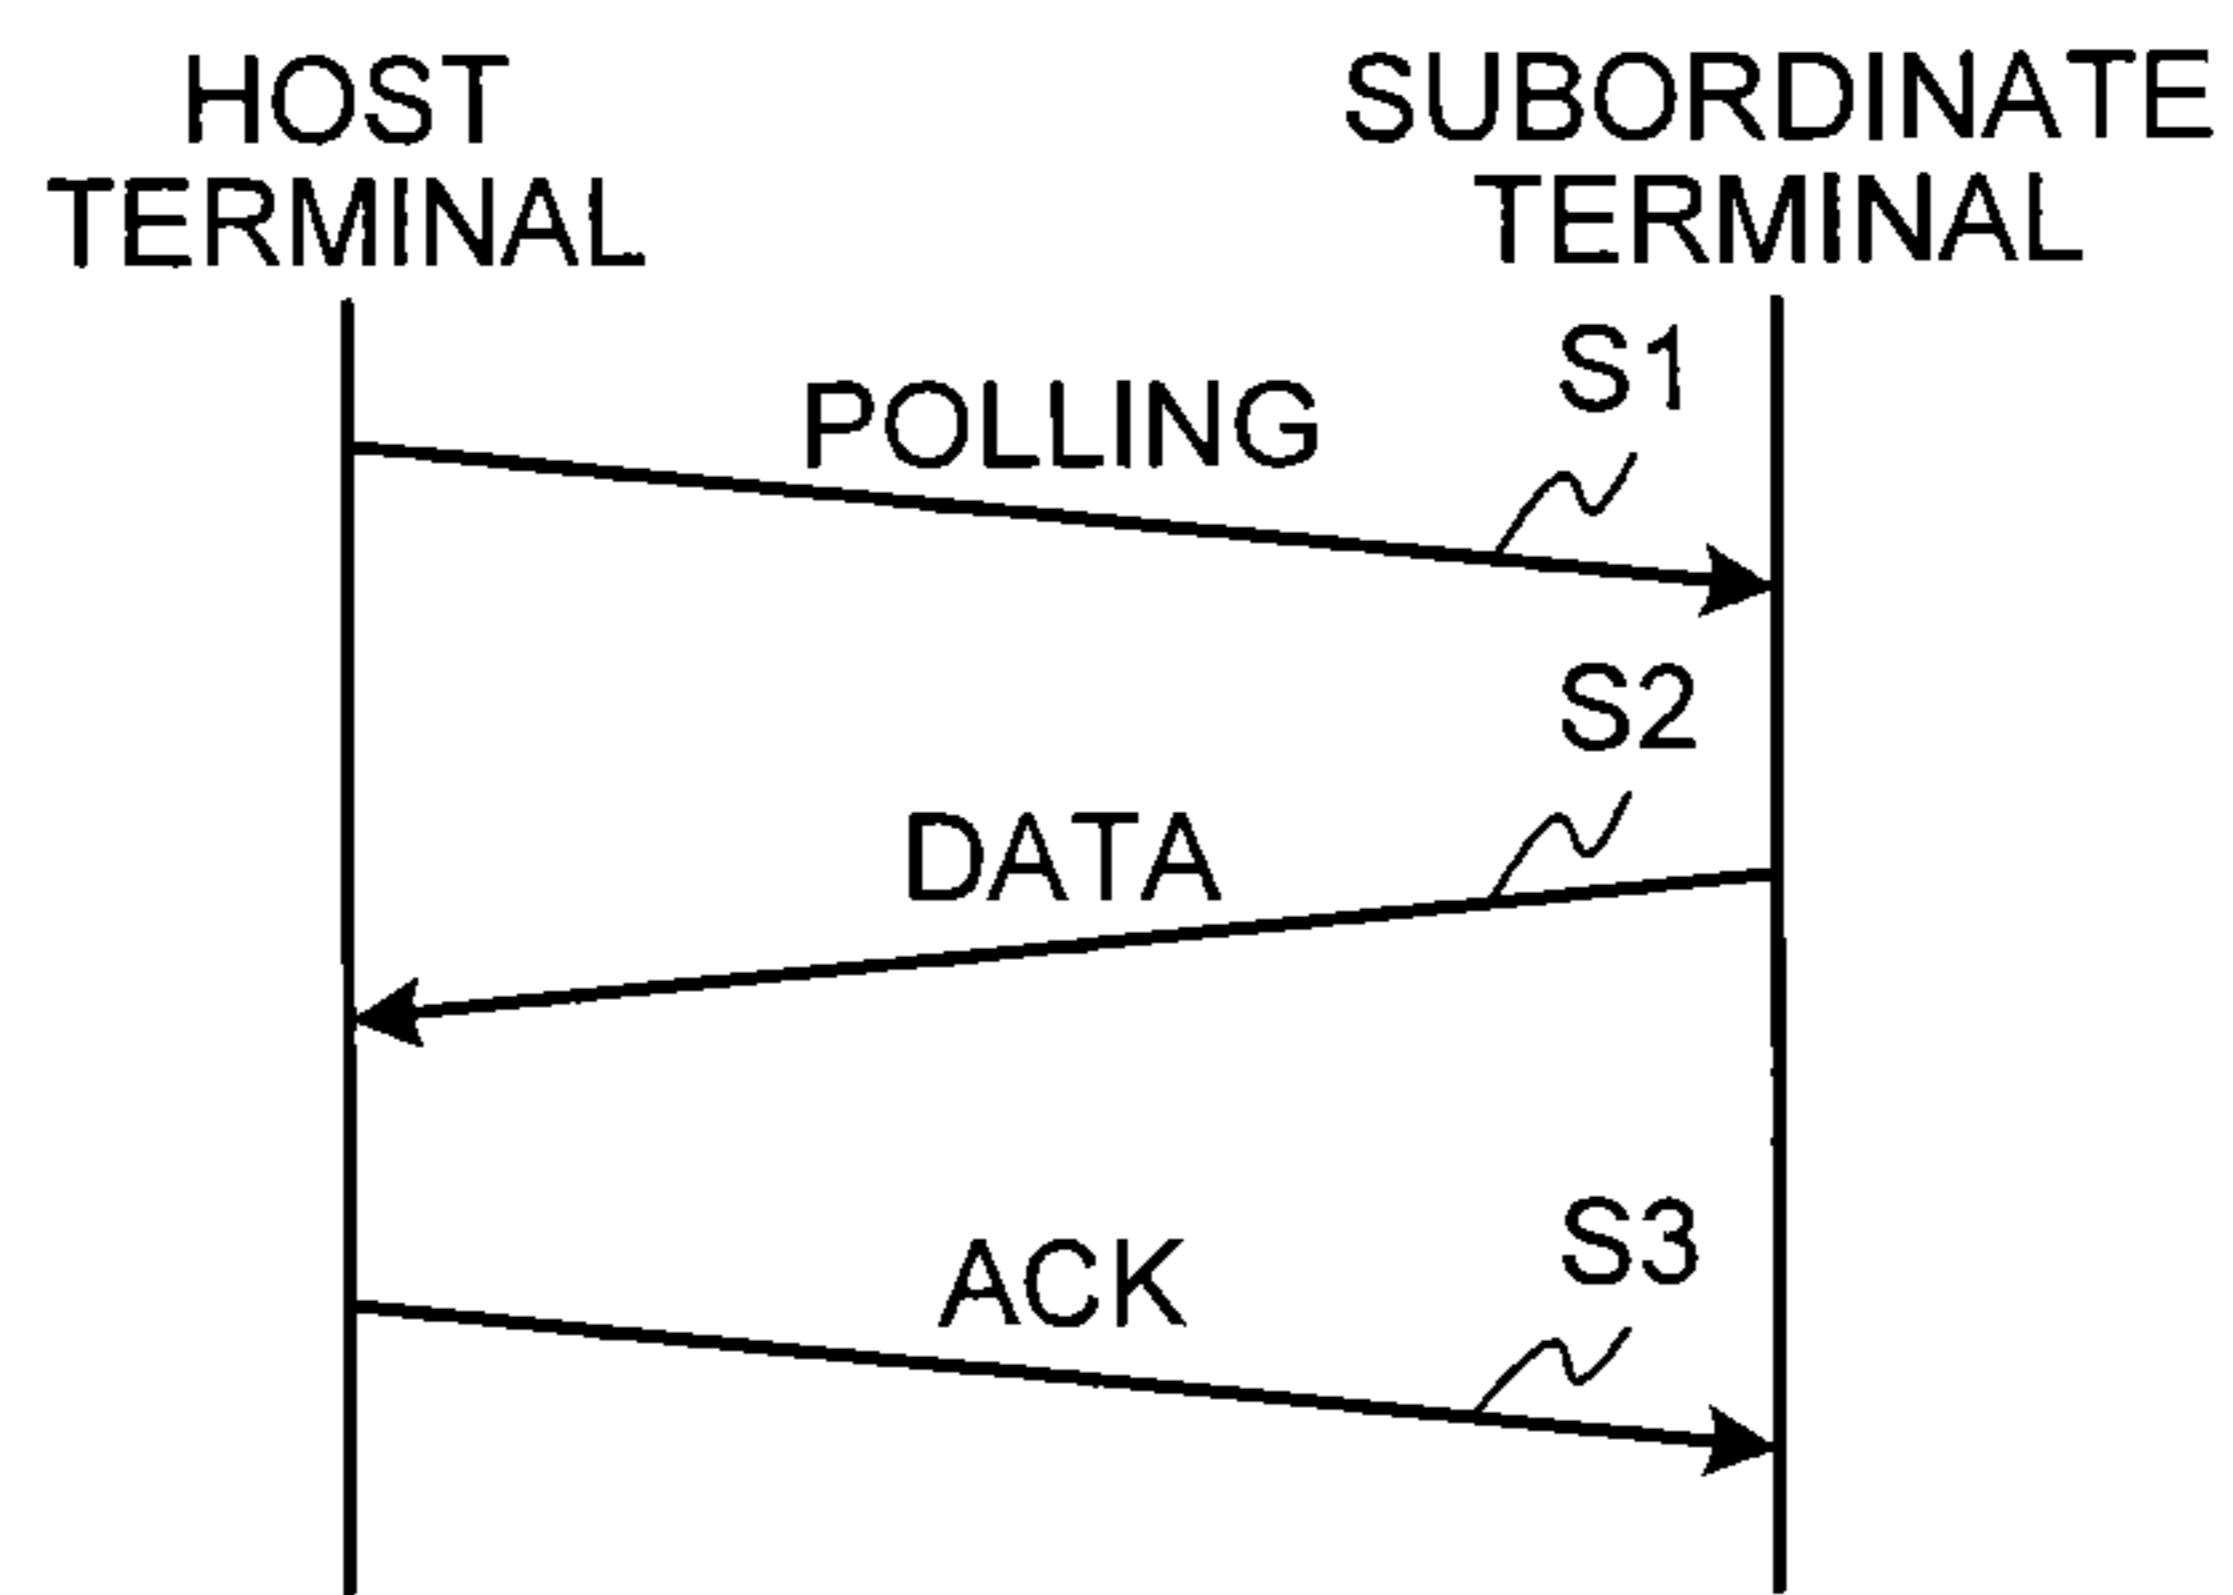 HOST
TERMINAL
SUBORDINATE
TERMINAL
S1
POLLING
S2
DATA
S3
ACK